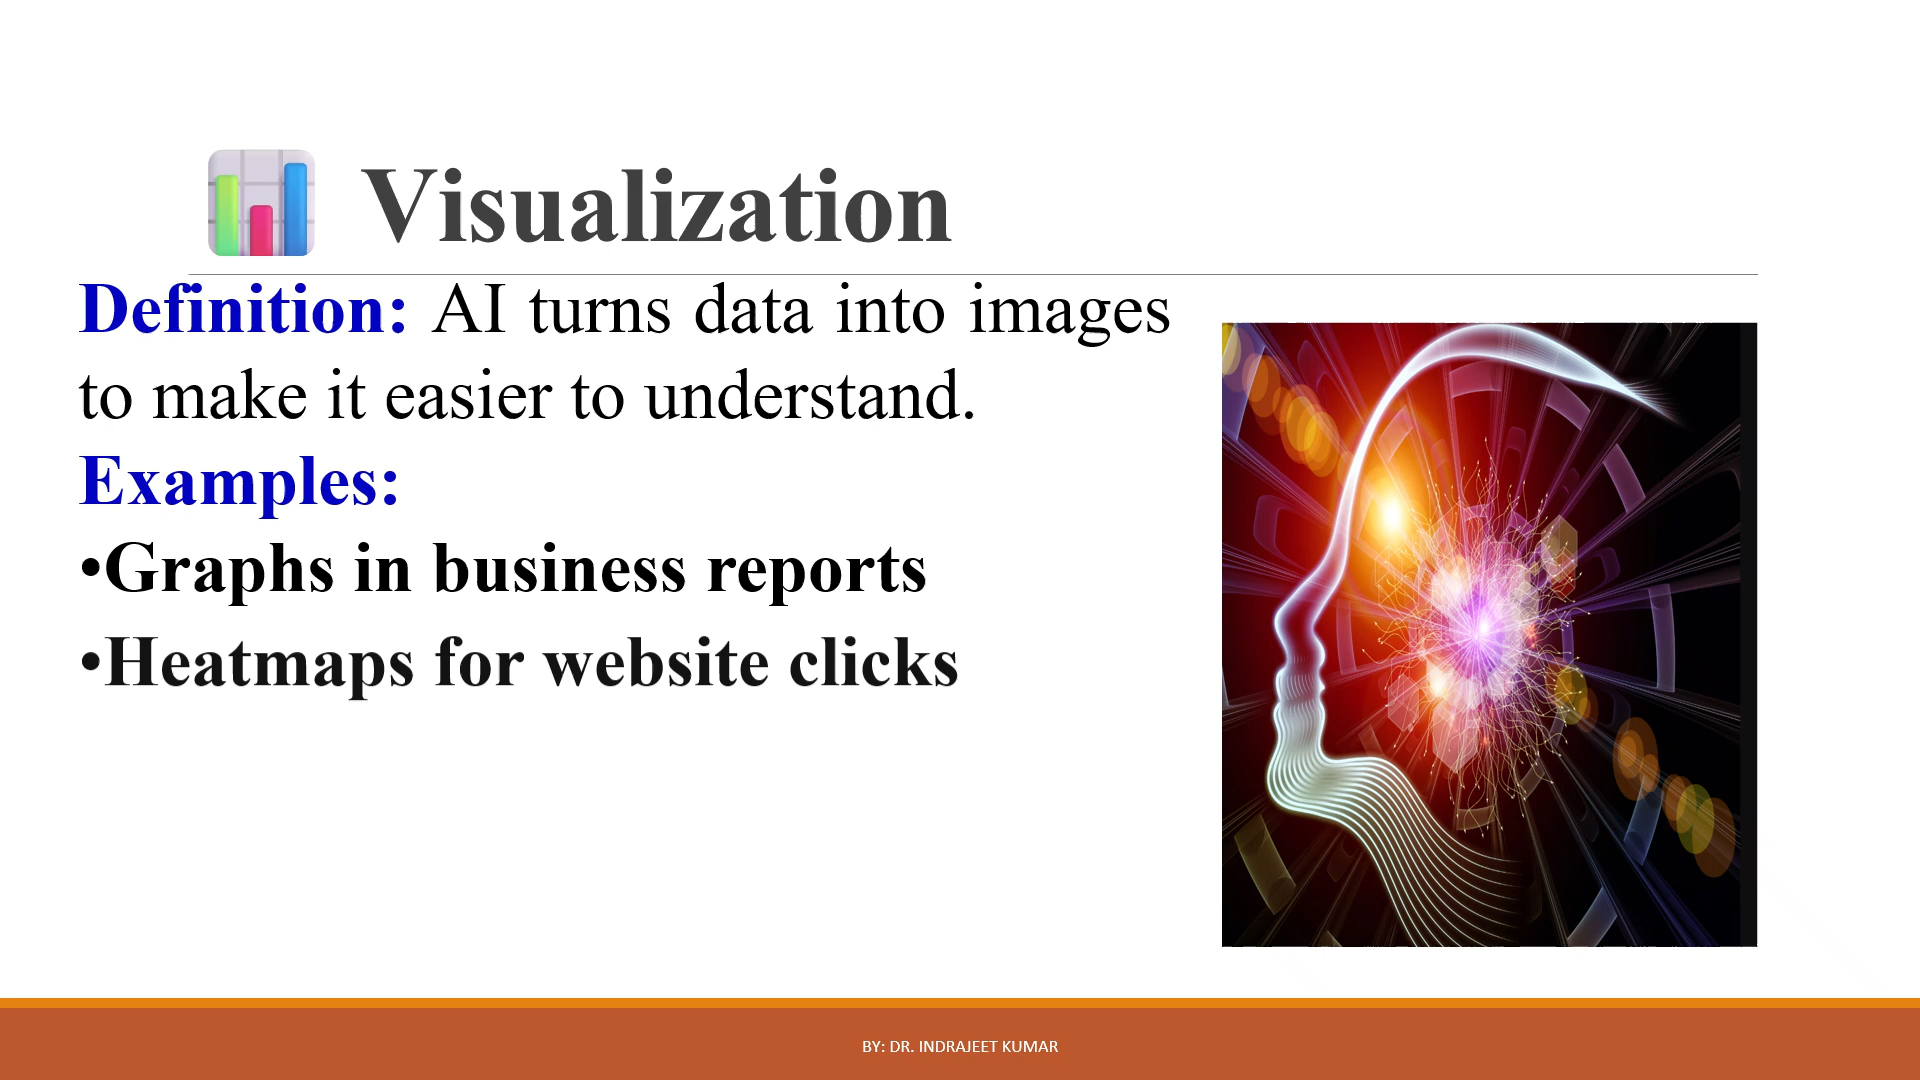 Visualization
Definition: AI turns data into images
to make it easier to understand.
Examples:
•Graphs in business reports
•Heatmaps for website clicks
BY: DR. INDRAJEET KUMAR